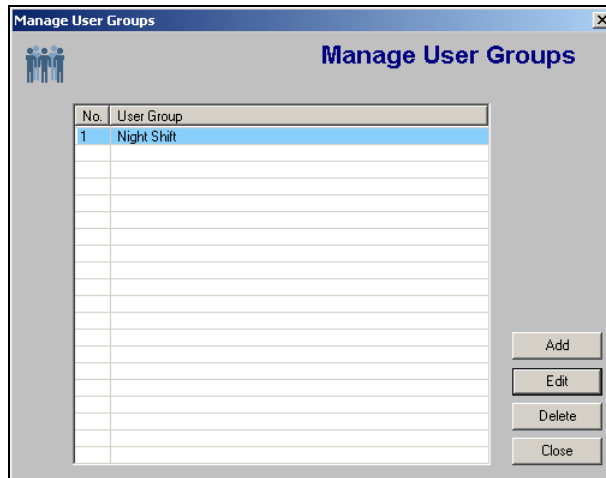 Manage User Groups
Manage User Groups
No. User Group
1 Night Shift
Add
Edit
Delete
Close